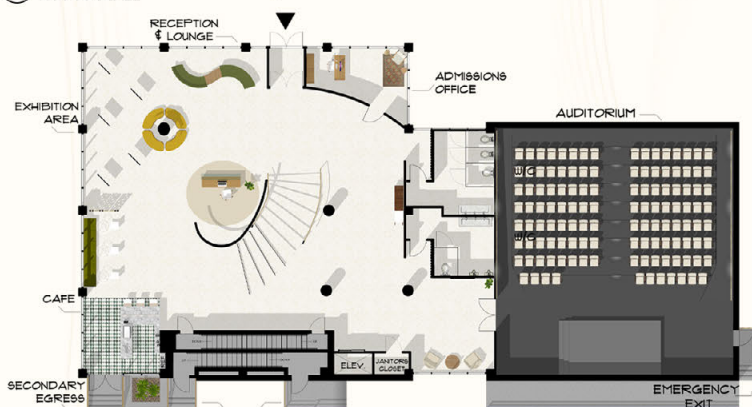 RECEPTION
& LOUNGE
ADMISSIONS
OFFICE
EXHIBITION
AREA
AUDITORIUM
W/C
W/C
CAFE
ELEV.
JANITORS
CLOSET
SECONDARY
EGRESS
EMERGENCY
EXIT